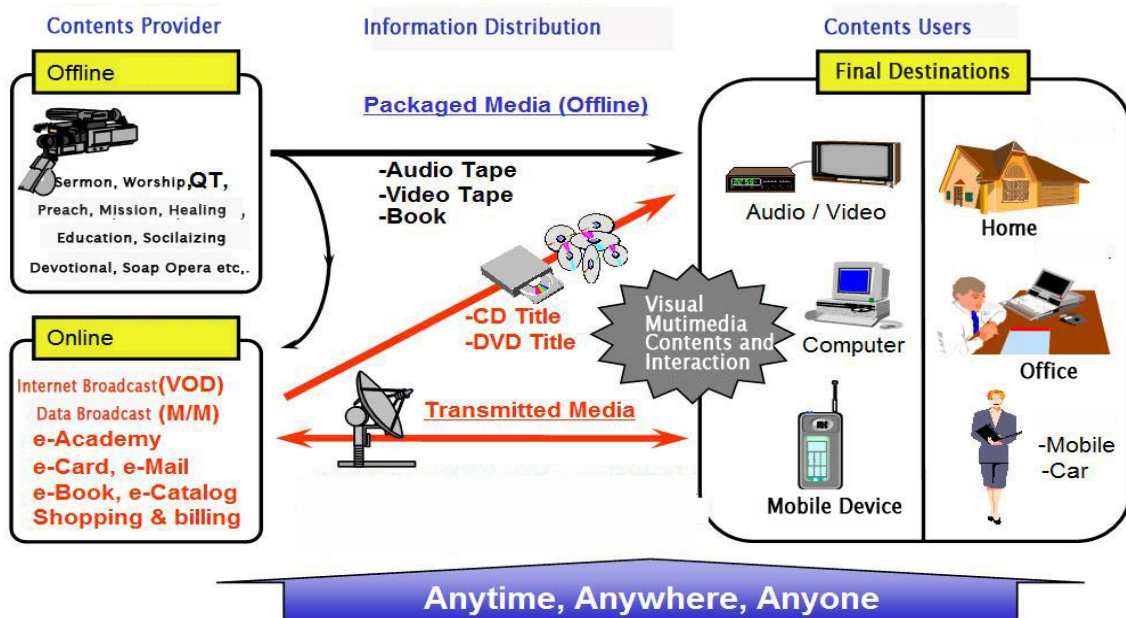 Contents Provider
Information Distribution
Contents Users
Offline
Sermon, Worship,QT,
Preach, Mission, Healing ,
Education, Socilaizing
Devotional, Soap Opera etc,.
Online
Internet Broadcast(VOD)
Data Broadcast (M/M)
e-Academy
e-Card, e-Mail
e-Book, e-Catalog
Shopping & billing
Packaged Media (Offline)
-Audio Tape
-Video Tape
-Book
-CD Title
-DVD Title
Transmitted Media
Visual
Mutimedia
Contents and
Interaction
Final Destinations
Audio / Video
Home
Computer
Office
Mobile Device
-Mobile
-Car
Anytime, Anywhere, Anyone